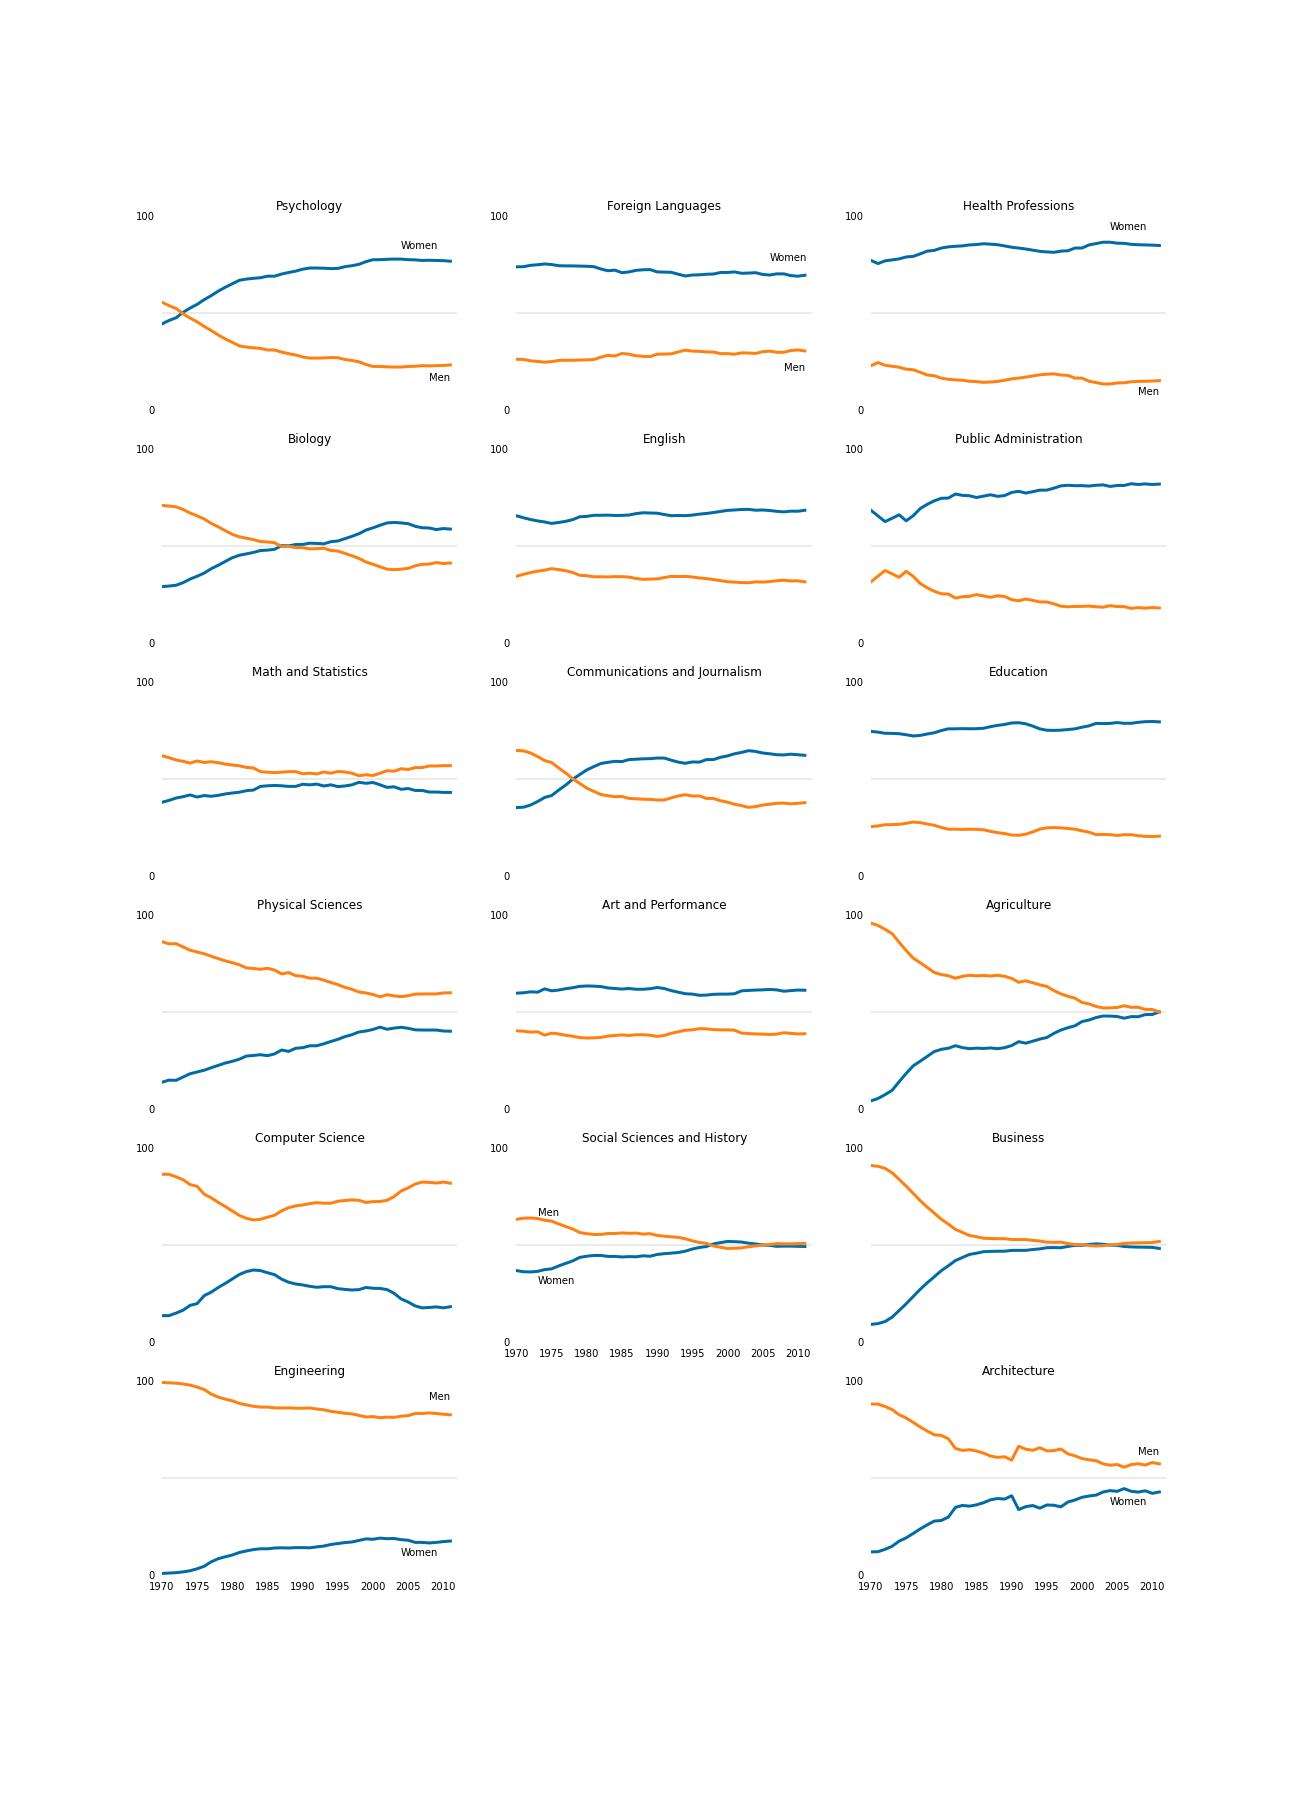 Psychology
Foreign Languages
Health Professions
100
100
100
Women
Women
Women
Men
Men
Men
0
0
0
Biology
English
Public Administration
100
100
100
0
0
0
Math and Statistics
Communications and Journalism
Education
100
100
100
0
0
0
Physical Sciences
Art and Performance
Agriculture
100
100
100
0
0
0
Computer Science
Social Sciences and History
Business
100
100
100
Men
Women
0
0
0
1970 1975 1980 1985 1990 1995 2000 2005 2010
Engineering
Architecture
100
100
Men
Men
Women
Women
0
0
1970 1975 1980 1985 1990 1995 2000 2005 2010
1970 1975 1980 1985 1990 1995 2000 2005 2010